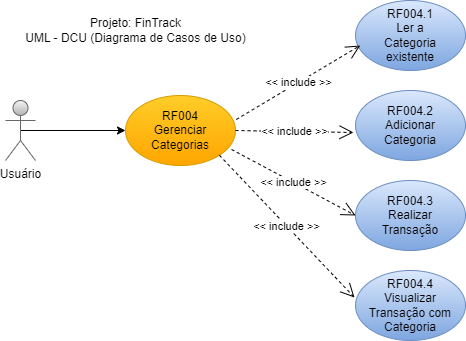 Projeto: FinTrack
UML - DCU (Diagrama de Casos de Uso)
RF004.1
Ler a
Categoria
existente
<< include >>
RF004
Gerenciar
Categorias
<< include >>
RF004.2
Adicionar
Categoria
Usuário
<< include >>
RF004.3
Realizar
Transação
<< include >>
RF004.4
Visualizar
Transação com
Categoria